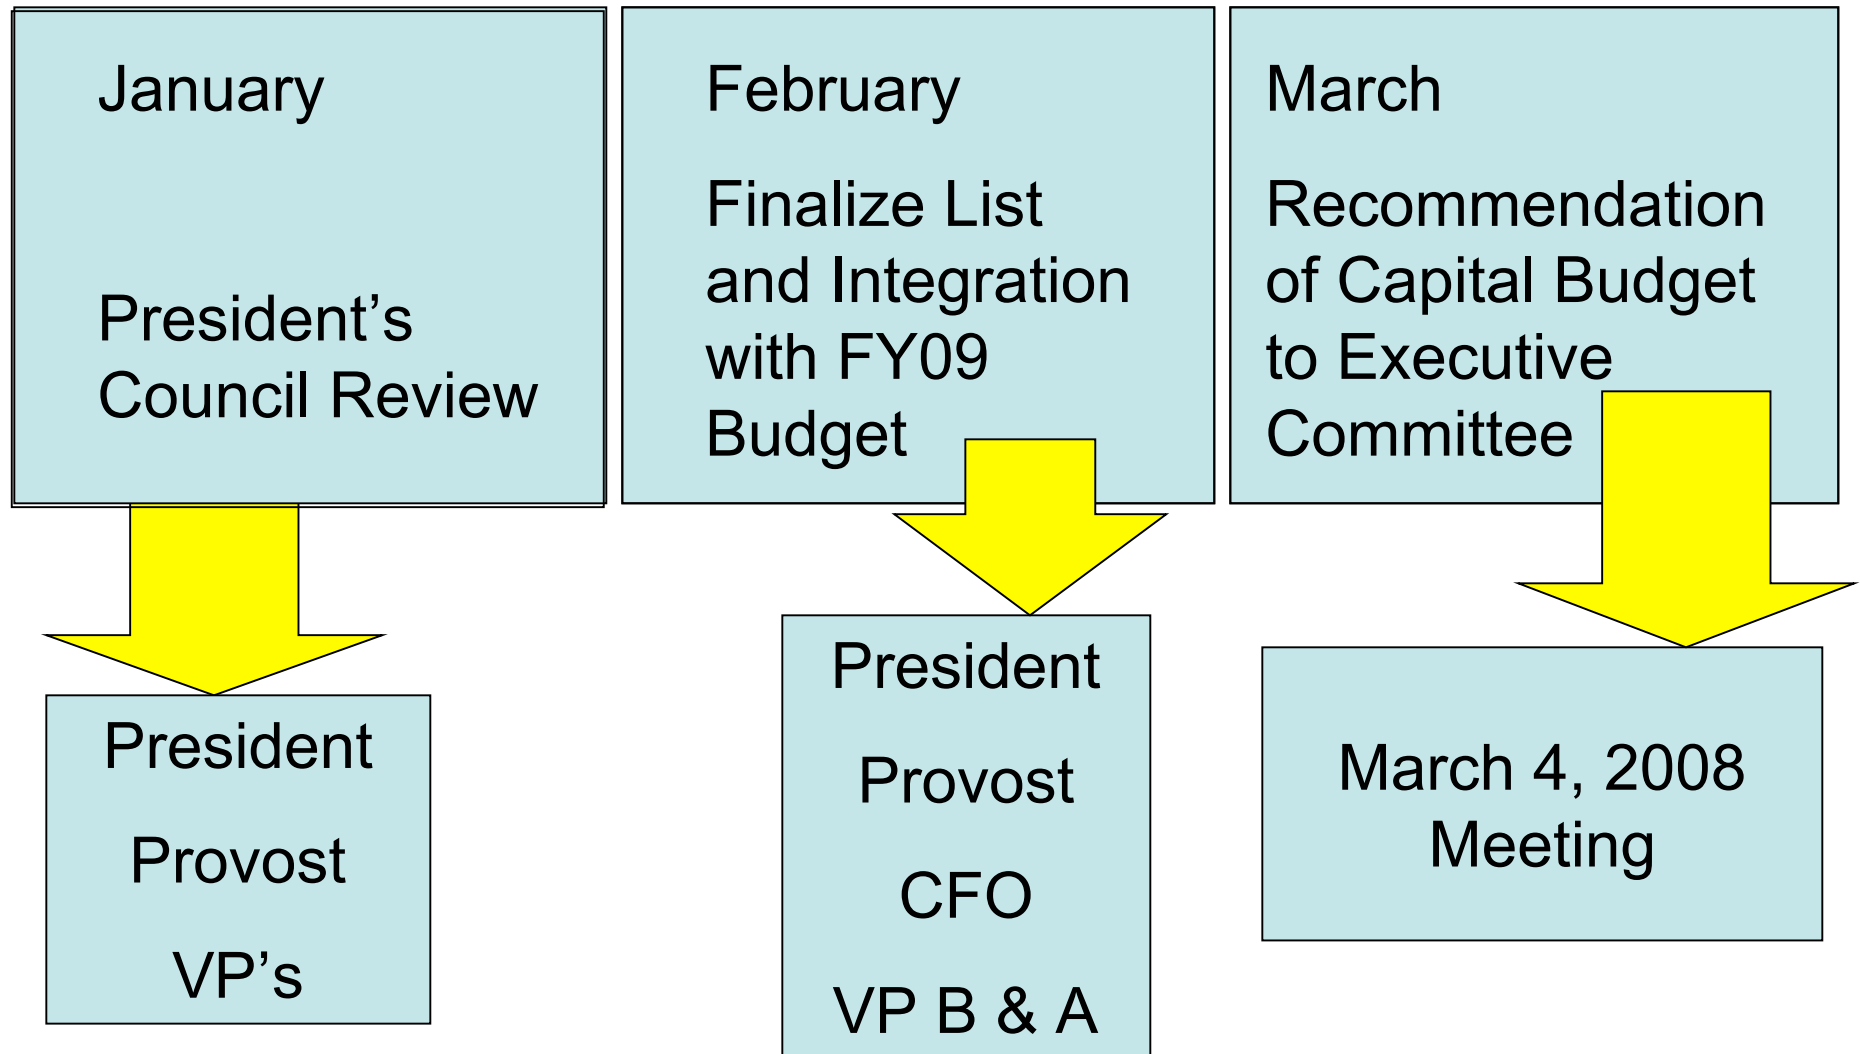 January
President’s
Council Review
February
Finalize List
and Integration
with FY09
Budget
March
Recommendation
of Capital Budget
to Executive
Committee
President
Provost
VP’s
President
Provost
CFO
VP B & A
March 4, 2008
Meeting